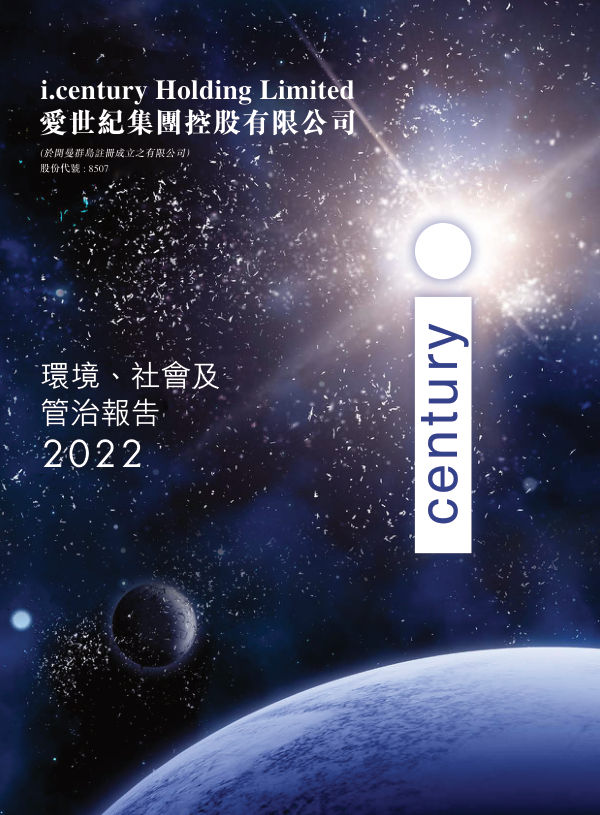 i.century Holding Limited
愛世紀集團控股有限公司
(於開曼群島註冊成立之有限公司)
股份代號 : 8507
century
環境、社會及
管治報告
2022